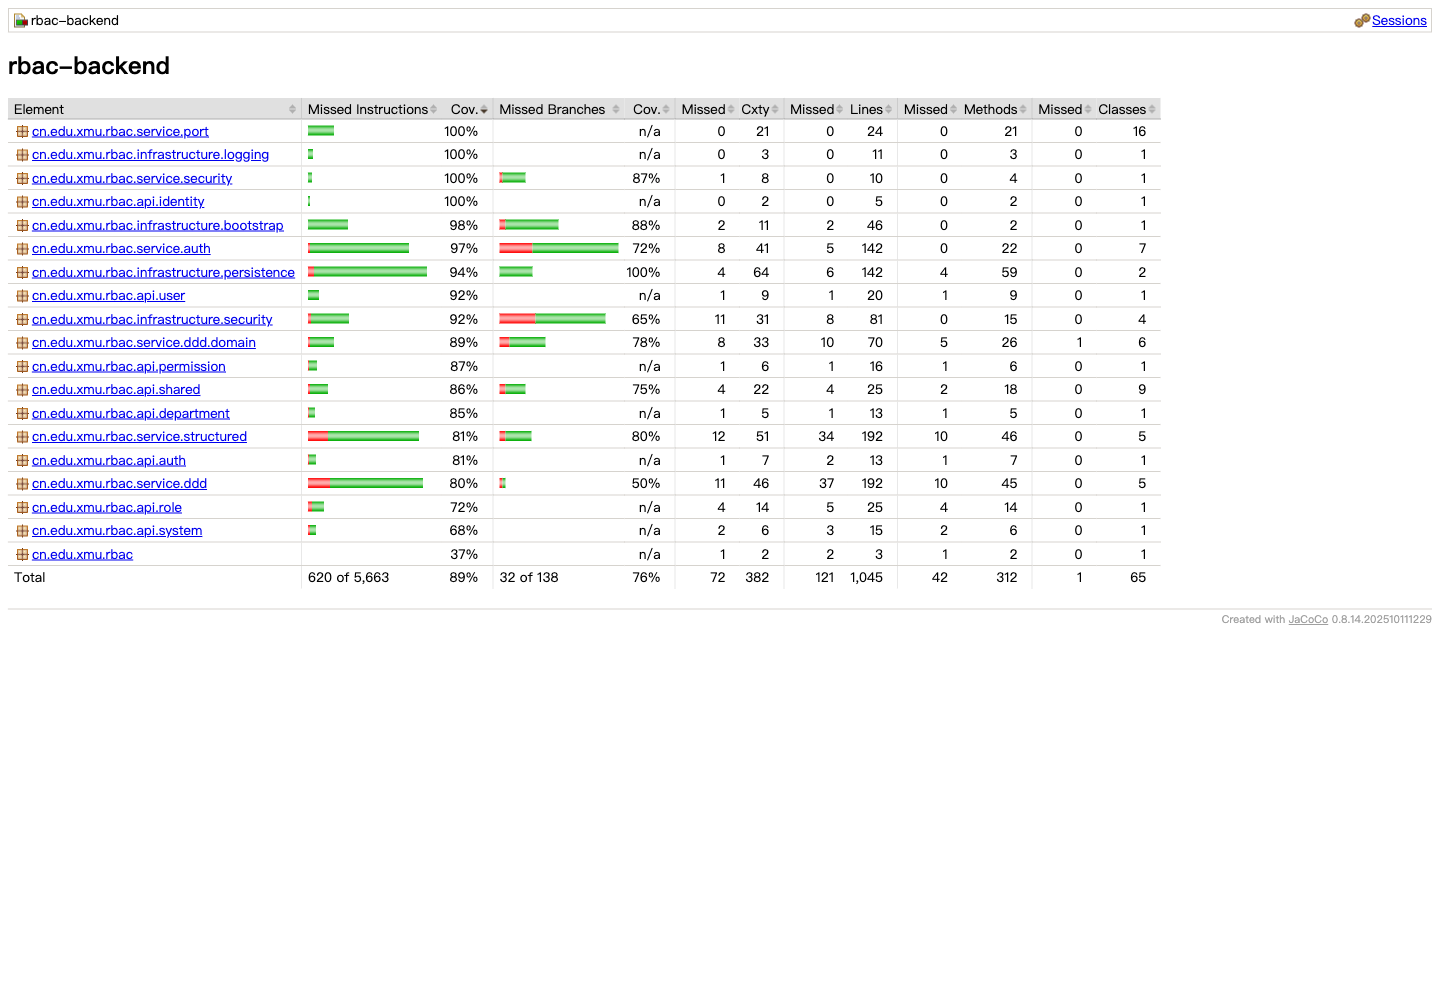 rbac-backend Sessions
rbac-backend
Element Missed Instructions Cov. Missed Branches Cov. Missed Cxty Missed Lines Missed Methods Missed Classes
cn.edu.xmu.rbac.service.port 100% n/a 0 21 0 24 0 21 0 16
cn.edu.xmu.rbac.infrastructure.logging 100% n/a 0 3 0 11 0 3 0 1
cn.edu.xmu.rbac.service.security 100% 87% 1 8 0 10 0 4 0 1
cn.edu.xmu.rbac.api.identity 100% n/a 0 2 0 5 0 2 0 1
cn.edu.xmu.rbac.infrastructure.bootstrap 98% 88% 2 11 2 46 0 2 0 1
cn.edu.xmu.rbac.service.auth 97% 72% 8 41 5 142 0 22 0 7
cn.edu.xmu.rbac.infrastructure.persistence 94% 100% 4 64 6 142 4 59 0 2
cn.edu.xmu.rbac.api.user 92% n/a 1 9 1 20 1 9 0 1
cn.edu.xmu.rbac.infrastructure.security 92% 65% 11 31 8 81 0 15 0 4
cn.edu.xmu.rbac.service.ddd.domain 89% 78% 8 33 10 70 5 26 1 6
cn.edu.xmu.rbac.api.permission 87% n/a 1 6 1 16 1 6 0 1
cn.edu.xmu.rbac.api.shared 86% 75% 4 22 4 25 2 18 0 9
cn.edu.xmu.rbac.api.department 85% n/a 1 5 1 13 1 5 0 1
cn.edu.xmu.rbac.service.structured 81% 80% 12 51 34 192 10 46 0 5
cn.edu.xmu.rbac.api.auth 81% n/a 1 7 2 13 1 7 0 1
cn.edu.xmu.rbac.service.ddd 80% 50% 11 46 37 192 10 45 0 5
cn.edu.xmu.rbac.api.role 72% n/a 4 14 5 25 4 14 0 1
cn.edu.xmu.rbac.api.system 68% n/a 2 6 3 15 2 6 0 1
cn.edu.xmu.rbac 37% n/a 1 2 2 3 1 2 0 1
Total 620 of 5,663 89% 32 of 138 76% 72 382 121 1,045 42 312 1 65
Created with JaCoCo 0.8.14.202510111229